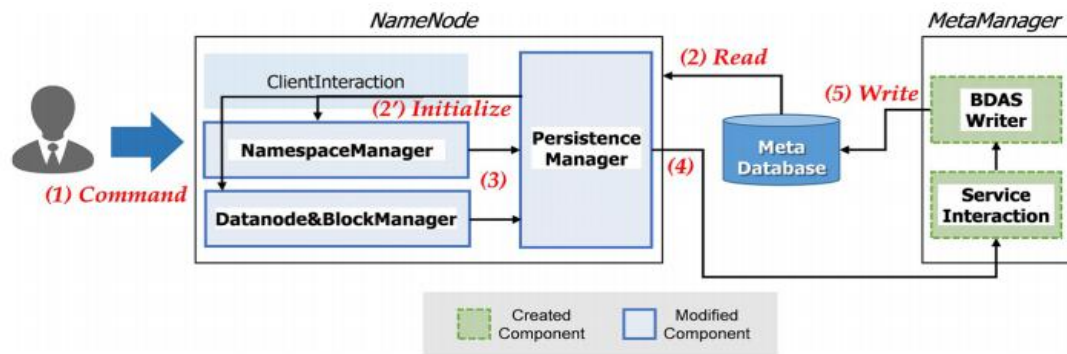 NameNode
MetaManager
ClientInteraction
(2) Read
(2') Initialize
(5) Write
BDAS
Writer
NamespaceManager
Persistence
Manager
Meta
Database
(1) Command
(3)
(4)
Datanode&BlockManager
Service
Interaction
Created
Component
Modified
Component